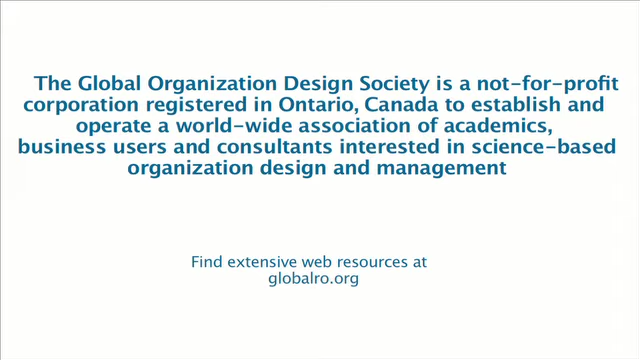 The Global Organization Design Society is a not-for-profit
corporation registered in Ontario, Canada to establish and
operate a world-wide association of academics,
business users and consultants interested in science-based
organization design and management
Find extensive web resources at
globalro.org